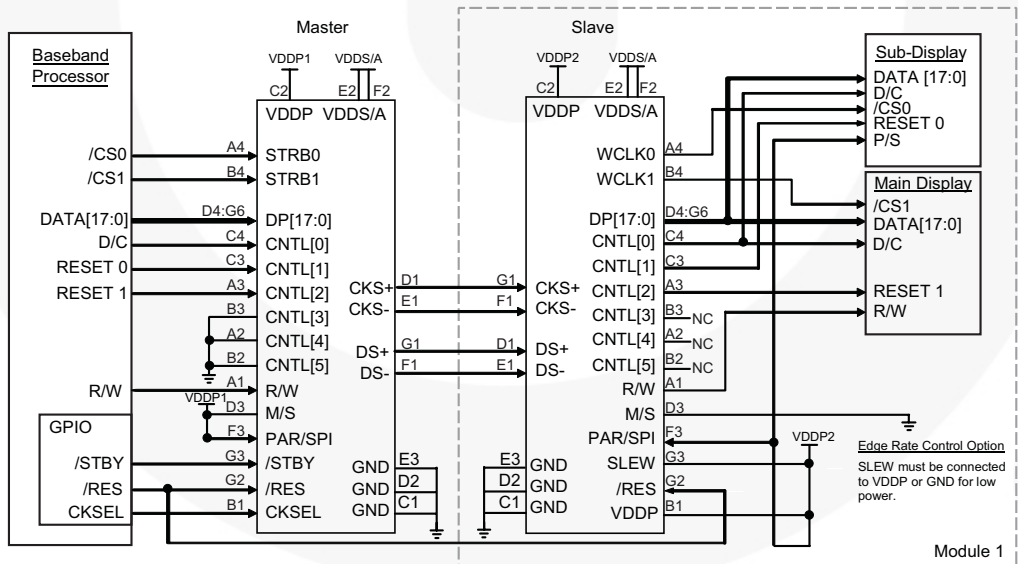 Module 1
Baseband
Processor
/CS0
/CS1
DATA[17:0]
D/C
RESET 0
RESET 1
R/W
GPIO
/STBY
/RES
CKSEL
Master
VDDP1
VDDS/A
C2
E2
F2
VDDP
VDDS/A
A4
STRB0
B4
STRB1
D4:G6
DP[17:0]
C4
CNTL[0]
C3
CNTL[1]
A3
CNTL[2]
B3
CNTL[3]
A2
CNTL[4]
B2
CNTL[5]
A1
R/W
VDDP1
D3
M/S
F3
PAR/SPI
G3
/STBY
G2
/RES
B1
CKSEL
CKS+
D1
CKS-
E1
DS+
G1
DS-
F1
GND
E3
GND
D2
GND
C1
Slave
VDDP2
VDDS/A
C2
E2
F2
VDDP
VDDS/A
G1
CKS+
F1
CKS-
D1
DS+
E1
DS-
E3
GND
D2
GND
C1
GND
WCLK0
A4
WCLK1
B4
DP[17:0]
D4:G6
CNTL[0]
C4
CNTL[1]
C3
CNTL[2]
A3
CNTL[3]
B3
NC
CNTL[4]
A2
NC
CNTL[5]
B2
NC
R/W
A1
M/S
D3
PAR/SPI
F3
SLEW
G3
/RES
G2
VDDP
B1
VDDP2
Sub-Display
DATA [17:0]
D/C
/CS0
RESET 0
P/S
Main Display
/CS1
DATA[17:0]
D/C
RESET 1
R/W
Edge Rate Control Option
SLEW must be connected
to VDDP or GND for low
power.